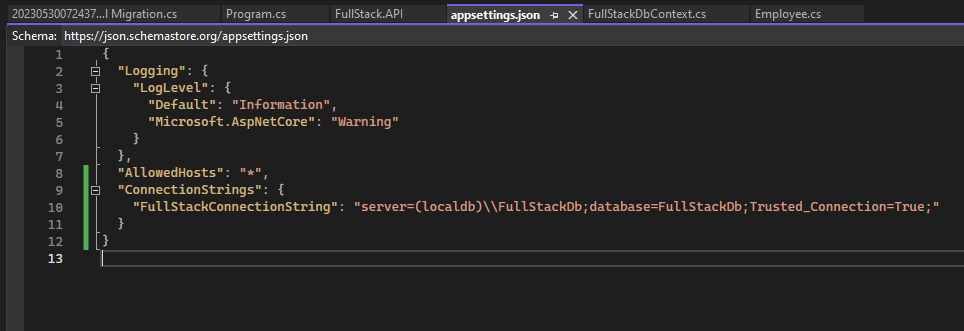 20230530072437...l Migration.cs Program.cs FullStack.API appsettings.json FullStackDbContext.cs Employee.cs
Schema: https://json.schemastore.org/appsettings.json
1 {
2 "Logging": {
3 "LogLevel": {
4 "Default": "Information",
5 "Microsoft.AspNetCore": "Warning"
6 }
7 },
8 "AllowedHosts": "*",
9 "ConnectionStrings": {
10 "FullStackConnectionString": "server=(localdb)\\FullStackDb;database=FullStackDb;Trusted_Connection=True;"
11 }
12 }
13